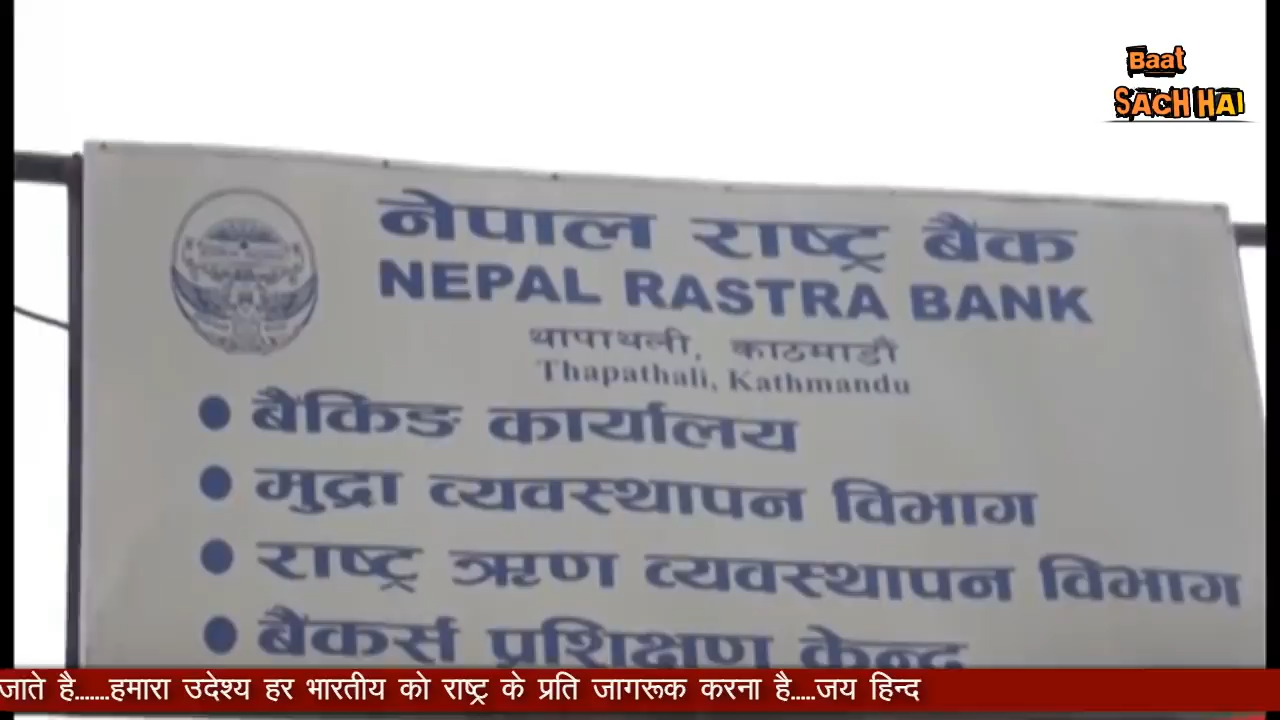 Baat
SACH HAI
नेपाल राष्ट्र बैंक
NEPAL RASTRA BANK
थापाथली, काठमाडौं
Thapathali, Kathmandu
● बैंकिङ कार्यालय
● मुद्रा व्यवस्थापन विभाग
● राष्ट्र ऋण व्यवस्थापन विभाग
● बैंकर्स प्रशिक्षण केन्द्र
जाते है......हमारा उदेश्य हर भारतीय को राष्ट्र के प्रति जागरूक करना है....जय हिन्द